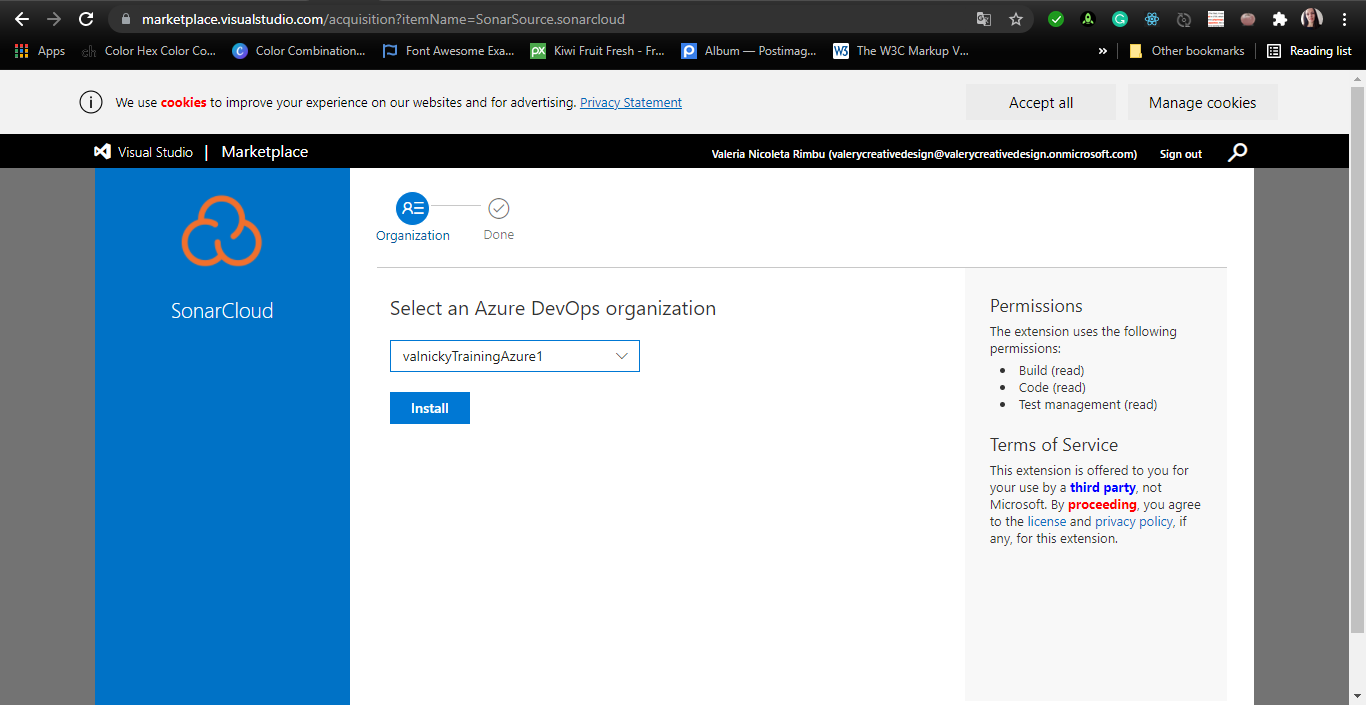 marketplace.visualstudio.com/acquisition?itemName=SonarSource.sonarcloud
Apps Color Hex Color Co... Color Combination... Font Awesome Exa... Kiwi Fruit Fresh - Fr... Album — Postimag... The W3C Markup V... » Other bookmarks Reading list
We use cookies to improve your experience on our websites and for advertising. Privacy Statement Accept all Manage cookies
Visual Studio | Marketplace Valeria Nicoleta Rimbu (valerycreativedesign@valerycreativedesign.onmicrosoft.com) Sign out
SonarCloud
Organization Done
Select an Azure DevOps organization
valnickyTrainingAzure1
Install
Permissions
The extension uses the following
permissions:
• Build (read)
• Code (read)
• Test management (read)
Terms of Service
This extension is offered to you for
your use by a third party, not
Microsoft. By proceeding, you agree
to the license and privacy policy, if
any, for this extension.